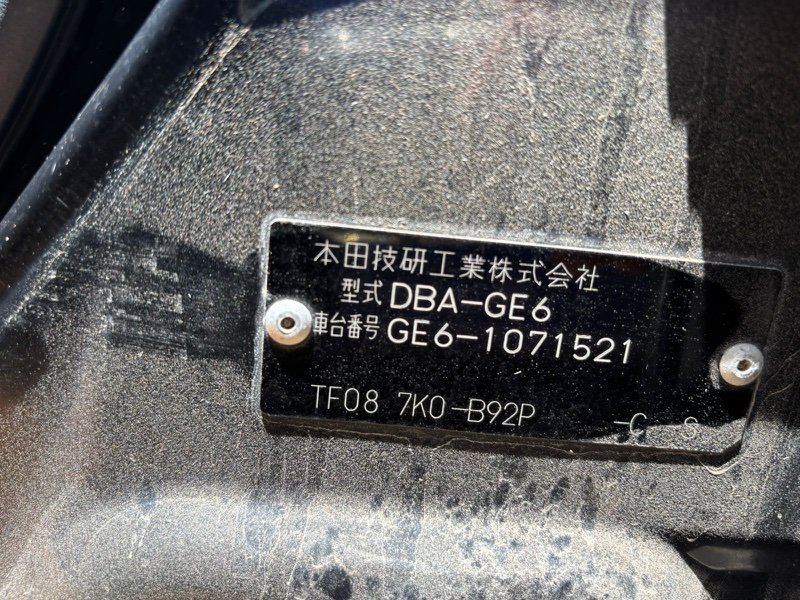 本田技研工業株式会社
型式 DBA-GE6
車台番号 GE6-1071521
TF08 7K0-B92P -C S